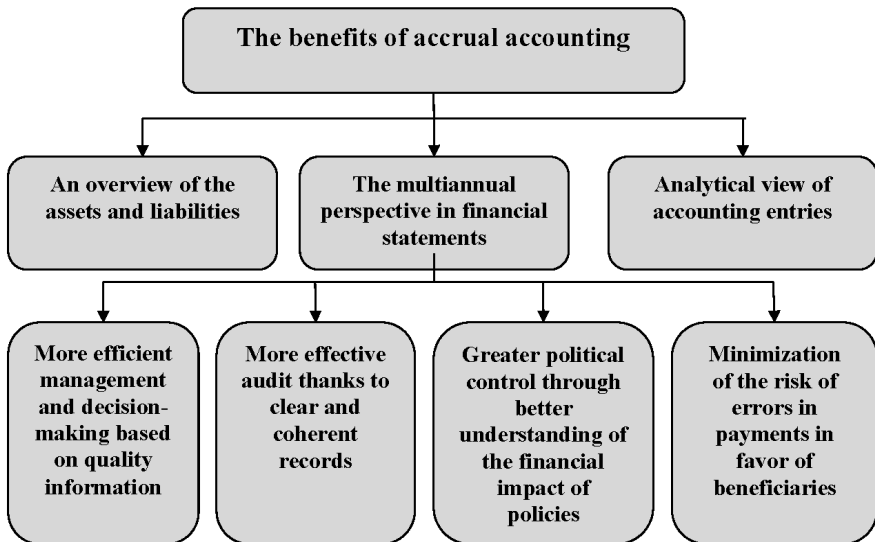 The benefits of accrual accounting
An overview of the
assets and liabilities
The multiannual
perspective in financial
statements
Analytical view of
accounting entries
More efficient
management
and decision-
making based
on quality
information
More effective
audit thanks to
clear and
coherent
records
Greater political
control through
better
understanding of
the financial
impact of
policies
Minimization
of the risk of
errors in
payments in
favor of
beneficiaries